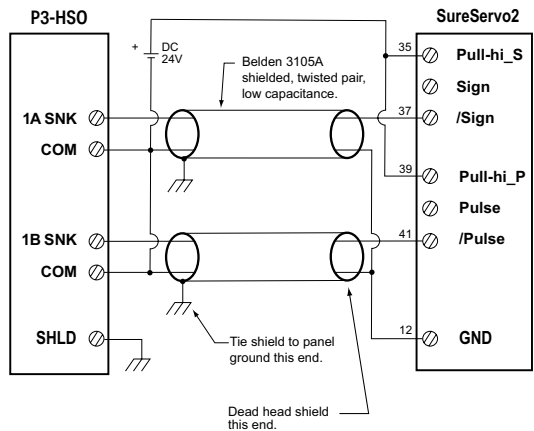 P3-HSO
SureServo2
+ DC
24V
35
Pull-hi_S
Belden 3105A
shielded, twisted pair,
low capacitance.
Sign
1A SNK
37
/Sign
COM
39
Pull-hi_P
Pulse
1B SNK
41
/Pulse
COM
SHLD
Tie shield to panel
ground this end.
12
GND
Dead head shield
this end.